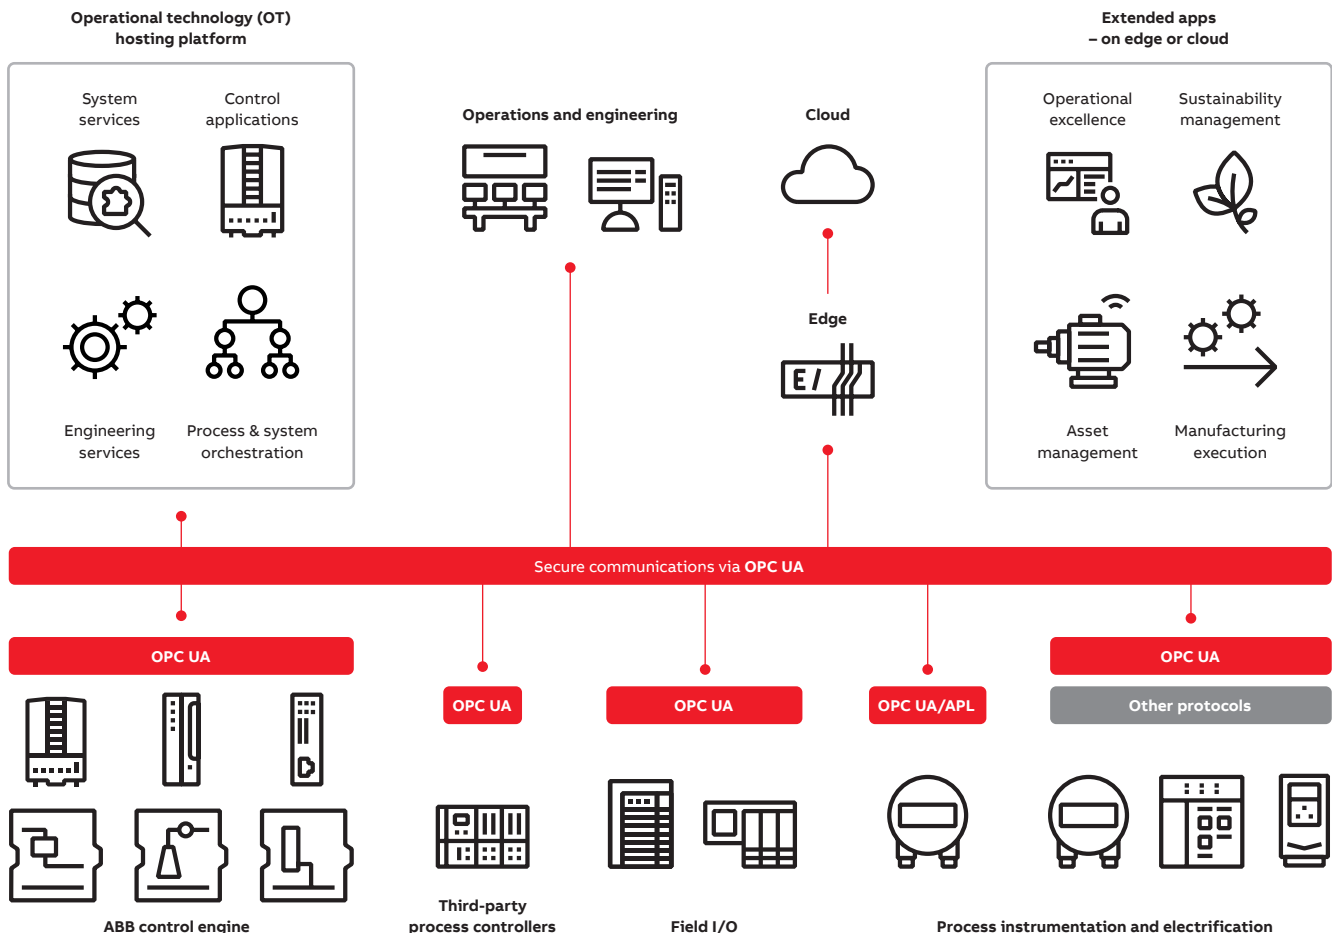 Operational technology (OT)
hosting platform
System
services
Control
applications
Engineering
services
Process & system
orchestration
Operations and engineering
Cloud
Edge
E/
Extended apps
– on edge or cloud
Operational
excellence
Sustainability
management
Asset
management
Manufacturing
execution
Secure communications via OPC UA
OPC UA
ABB control engine
OPC UA
Third-party
process controllers
OPC UA
Field I/O
OPC UA/APL
OPC UA
Other protocols
Process instrumentation and electrification